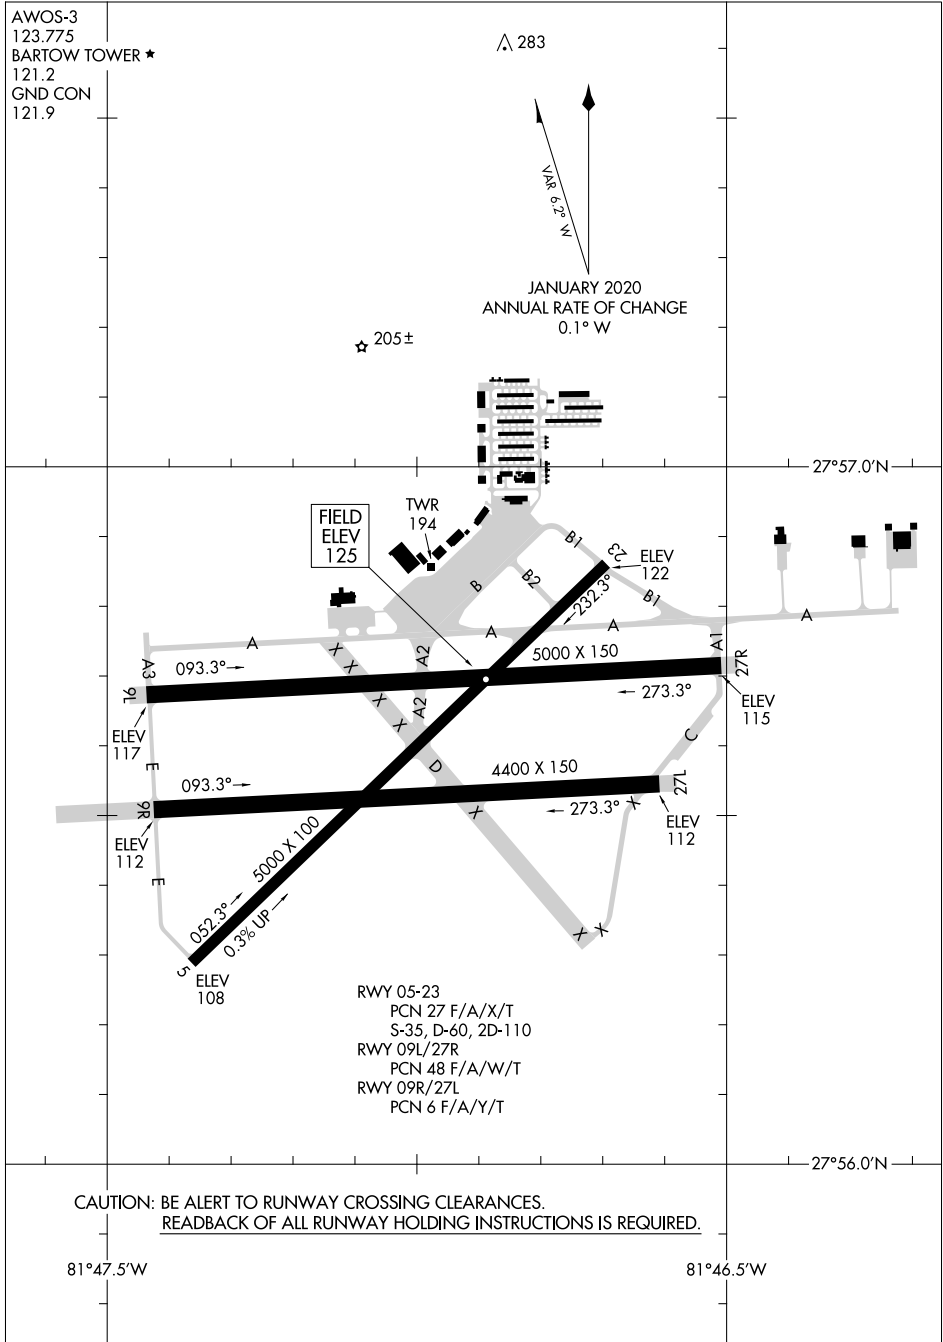 AWOS-3
123.775
BARTOW TOWER ★
121.2
GND CON
121.9
283
VAR 6.2° W
JANUARY 2020
ANNUAL RATE OF CHANGE
0.1° W
205±
27°57.0'N
FIELD
ELEV
125
TWR
194
B1
23
ELEV
122
B
B2
232.3°
B1
A
A
A
A
A1
A2
5000 X 150
27R
A3
093.3°
X
X
9L
273.3°
ELEV
115
X
A2
X
ELEV
117
C
E
D
4400 X 150
27L
093.3°
9R
273.3°
X
X
ELEV
112
ELEV
112
5000 X 100
E
052.3°
0.3% UP
X
X
5
ELEV
108
RWY 05-23
PCN 27 F/A/X/T
S-35, D-60, 2D-110
RWY 09L/27R
PCN 48 F/A/W/T
RWY 09R/27L
PCN 6 F/A/Y/T
27°56.0'N
CAUTION: BE ALERT TO RUNWAY CROSSING CLEARANCES.
READBACK OF ALL RUNWAY HOLDING INSTRUCTIONS IS REQUIRED.
81°47.5'W
81°46.5'W